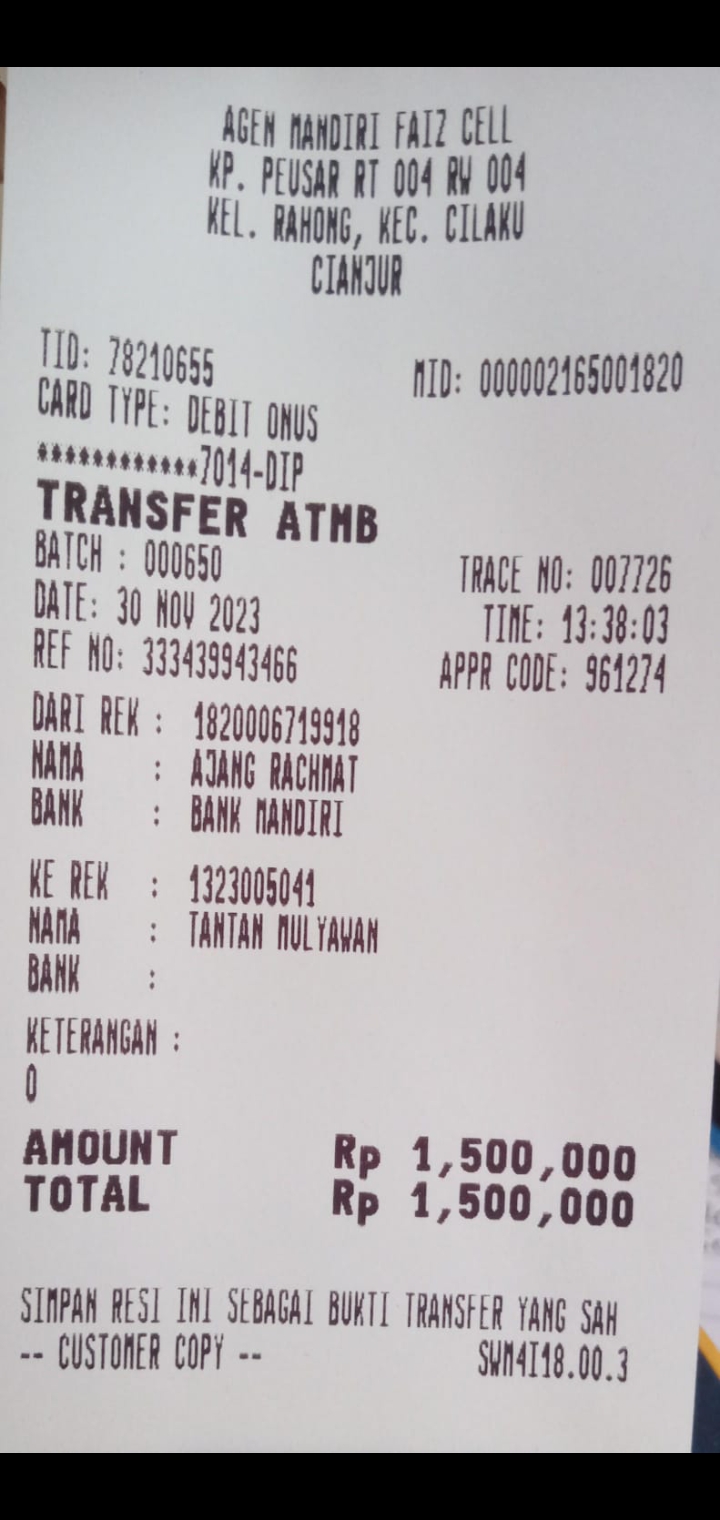 AGEN MANDIRI FAIZ CELL
KP. PEUSAR RT 004 RW 004
KEL. RAHONG, KEC. CILAKU
CIANJUR
TID: 78210655 MID: 000002165001820
CARD TYPE: DEBIT ONUS
************7014-DIP
TRANSFER ATMB
BATCH : 000650 TRACE NO: 007726
DATE: 30 NOV 2023 TIME: 13:38:03
REF NO: 333439943466 APPR CODE: 961274
DARI REK : 1820006719918
NAMA : AJANG RACHMAT
BANK : BANK MANDIRI
KE REK : 1323005041
NAMA : TANTAN MULYAWAN
BANK :
KETERANGAN :
0
AMOUNT Rp 1,500,000
TOTAL Rp 1,500,000
SIMPAN RESI INI SEBAGAI BUKTI TRANSFER YANG SAH
-- CUSTOMER COPY -- SWM4I18.00.3